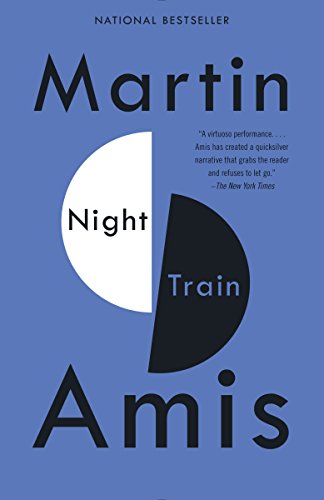 NATIONAL BESTSELLER
Martin
"A virtuoso performance. . . .
Amis has created a quicksilver
narrative that grabs the reader
and refuses to let go."
—The New York Times
Night
Train
Amis